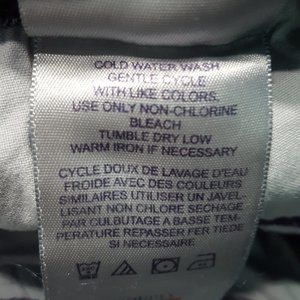 COLD WATER WASH
GENTLE CYCLE
WITH LIKE COLORS.
USE ONLY NON-CHLORINE
BLEACH
TUMBLE DRY LOW
WARM IRON IF NECESSARY
CYCLE DOUX DE LAVAGE D'EAU
FROIDE AVEC DES COULEURS
SIMILAIRES UTILISER UN JAVEL-
LISANT NON CHLORE SECHAGE
PAR CULBUTAGE A BASSE TEM-
PERATURE REPASSER FER TIEDE
SI NECESSAIRE